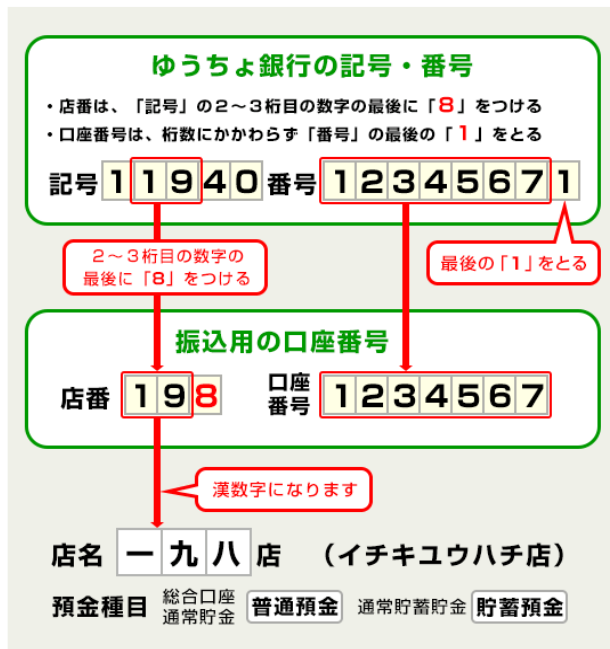 ゆうちょ銀行の記号・番号
・店番は、「記号」の２～３桁目の数字の最後に「８」をつける
・口座番号は、桁数にかかわらず「番号」の最後の「１」をとる
記号 1 1 9 4 0 番号 1 2 3 4 5 6 7 1
２～３桁目の数字の
最後に「８」をつける
最後の「１」をとる
振込用の口座番号
店番 1 9 8
口座
番号 1 2 3 4 5 6 7
漢数字になります
店名 一 九 八 店 （イチキユウハチ店）
預金種目 総合口座
通常貯金 普通預金 通常貯蓄貯金 貯蓄預金